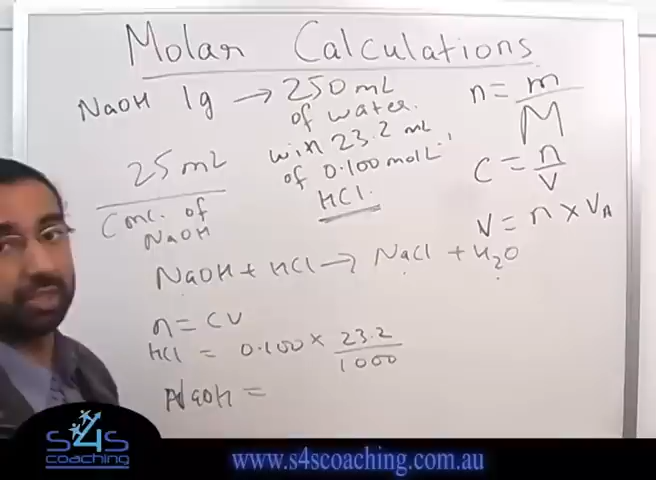 Molar Calculations
NaOH 1g → 250 mL
of water.
win 23.2 mL
of 0.100 mol L⁻¹
HCl.
25 mL
Conc. of
NaOH
n = m/M
C = n/V
V = n × Vₙ
NaOH + HCl → NaCl + H₂O
n = CV
HCl = 0.100 × 23.2/1000
NaOH =
S4S
coaching
www.s4scoaching.com.au